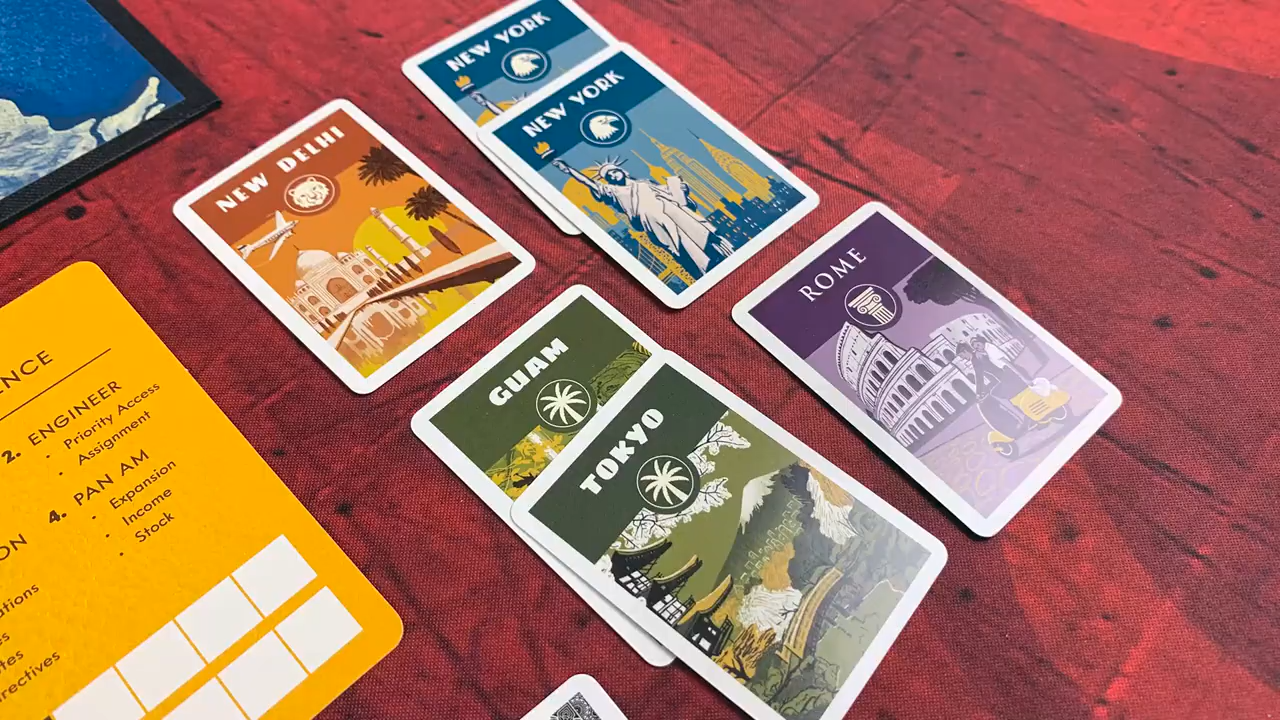 NEW YORK
NEW YORK
NEW DELHI
ROME
GUAM
TOKYO
ENCE
2. ENGINEER
• Priority Access
• Assignment
4. PAN AM
• Expansion
• Income
• Stock
ON
ations
es
tes
rectives